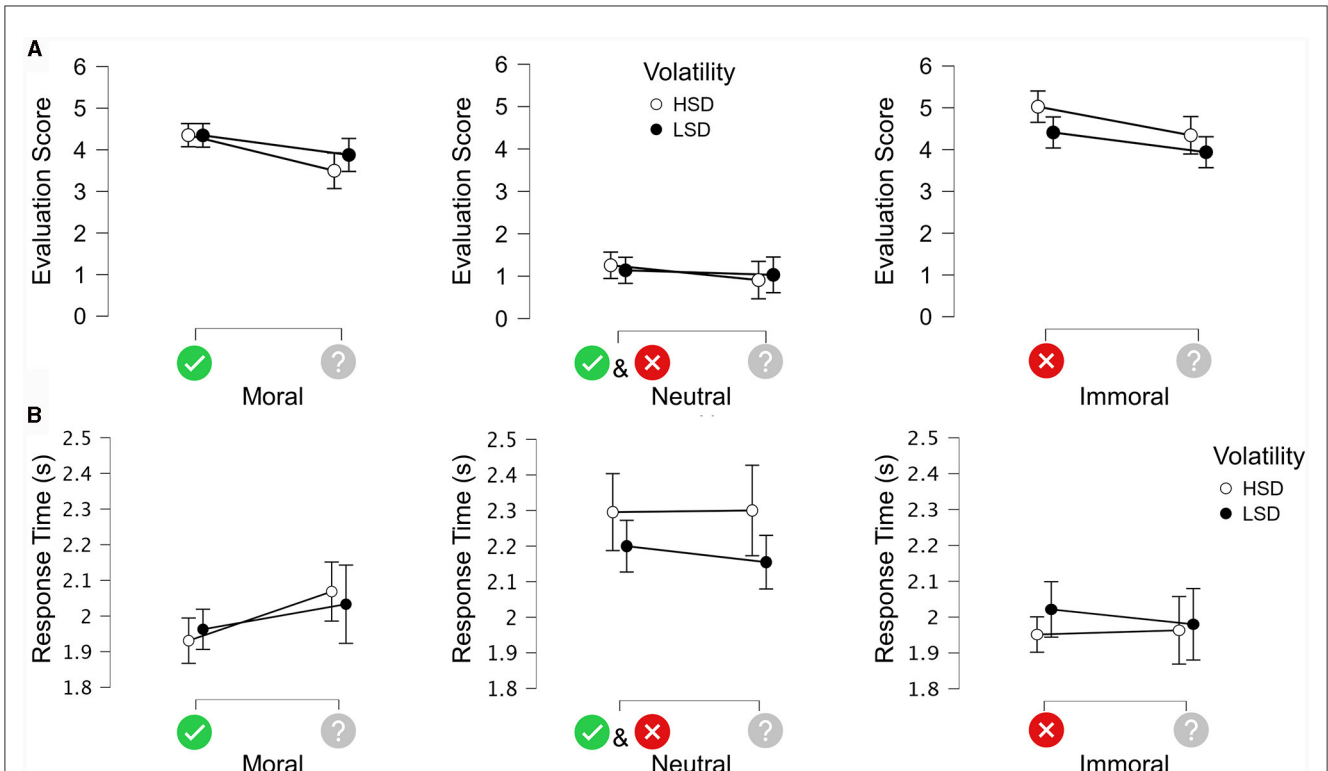 A
Evaluation Score
6
5
4
3
2
1
0
?
Moral
Evaluation Score
6
5
4
3
2
1
0
Volatility
HSD
LSD
&
?
Neutral
Evaluation Score
6
5
4
3
2
1
0
?
Immoral
B
Response Time (s)
2.5
2.4
2.3
2.2
2.1
2
1.9
1.8
?
Moral
Response Time (s)
2.5
2.4
2.3
2.2
2.1
2
1.9
1.8
&
?
Neutral
Response Time (s)
2.5
2.4
2.3
2.2
2.1
2
1.9
1.8
Volatility
HSD
LSD
?
Immoral